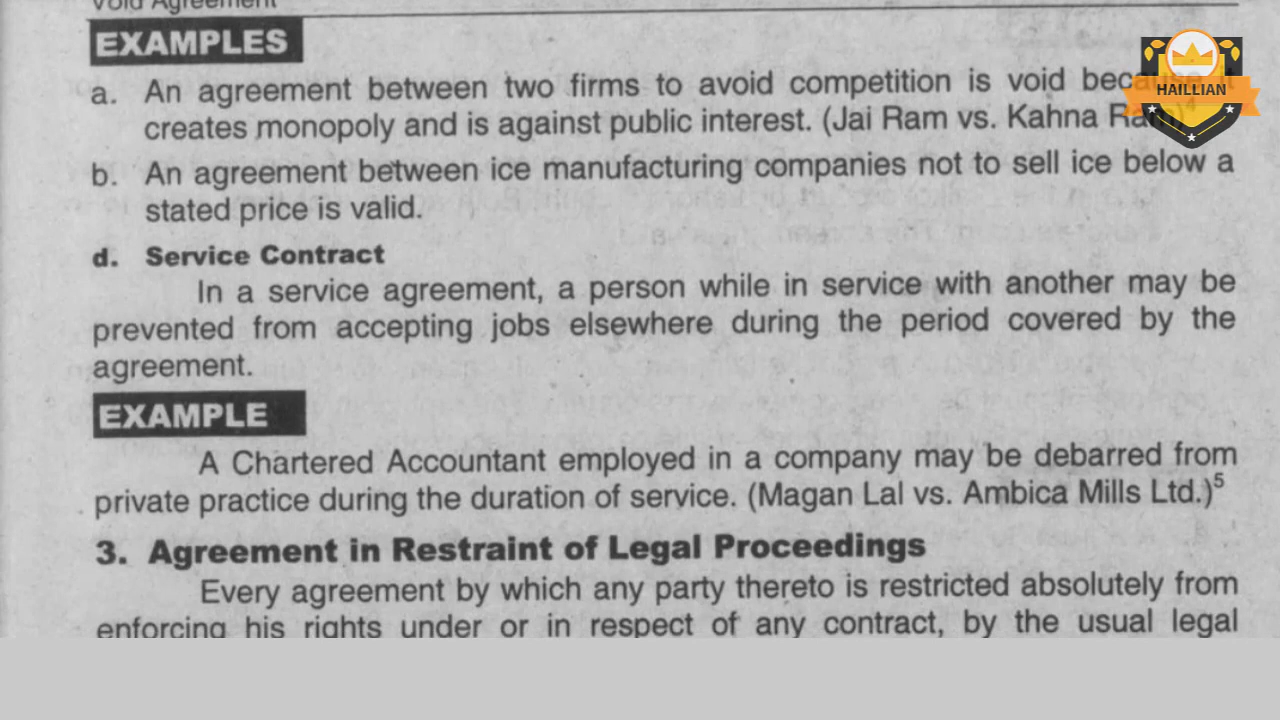 Void Agreement
EXAMPLES
a. An agreement between two firms to avoid competition is void because it
creates monopoly and is against public interest. (Jai Ram vs. Kahna Ram)4
HAILLIAN
b. An agreement between ice manufacturing companies not to sell ice below a
stated price is valid.
d. Service Contract
In a service agreement, a person while in service with another may be
prevented from accepting jobs elsewhere during the period covered by the
agreement.
EXAMPLE
A Chartered Accountant employed in a company may be debarred from
private practice during the duration of service. (Magan Lal vs. Ambica Mills Ltd.)5
3. Agreement in Restraint of Legal Proceedings
Every agreement by which any party thereto is restricted absolutely from
enforcing his rights under or in respect of any contract, by the usual legal